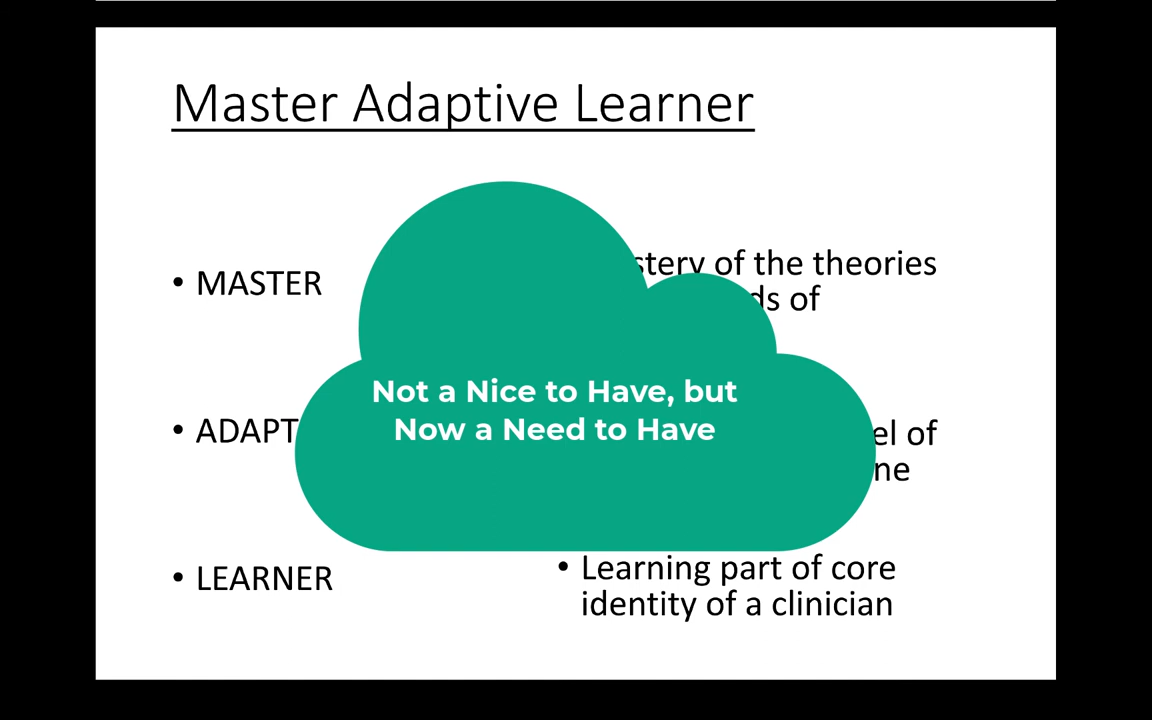 Master Adaptive Learner
• MASTER
stery of the theories
ds of
Not a Nice to Have, but
Now a Need to Have
• ADAPT
el of
ne
• LEARNER
• Learning part of core
identity of a clinician